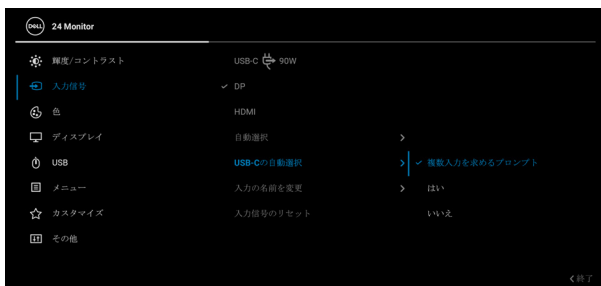 DELL
24 Monitor
輝度/コントラスト
入力信号
色
ディスプレイ
USB
メニュー
カスタマイズ
その他
USB-C 90W
DP
HDMI
自動選択
USB-Cの自動選択
入力の名前を変更
入力信号のリセット
複数入力を求めるプロンプト
はい
いいえ
終了